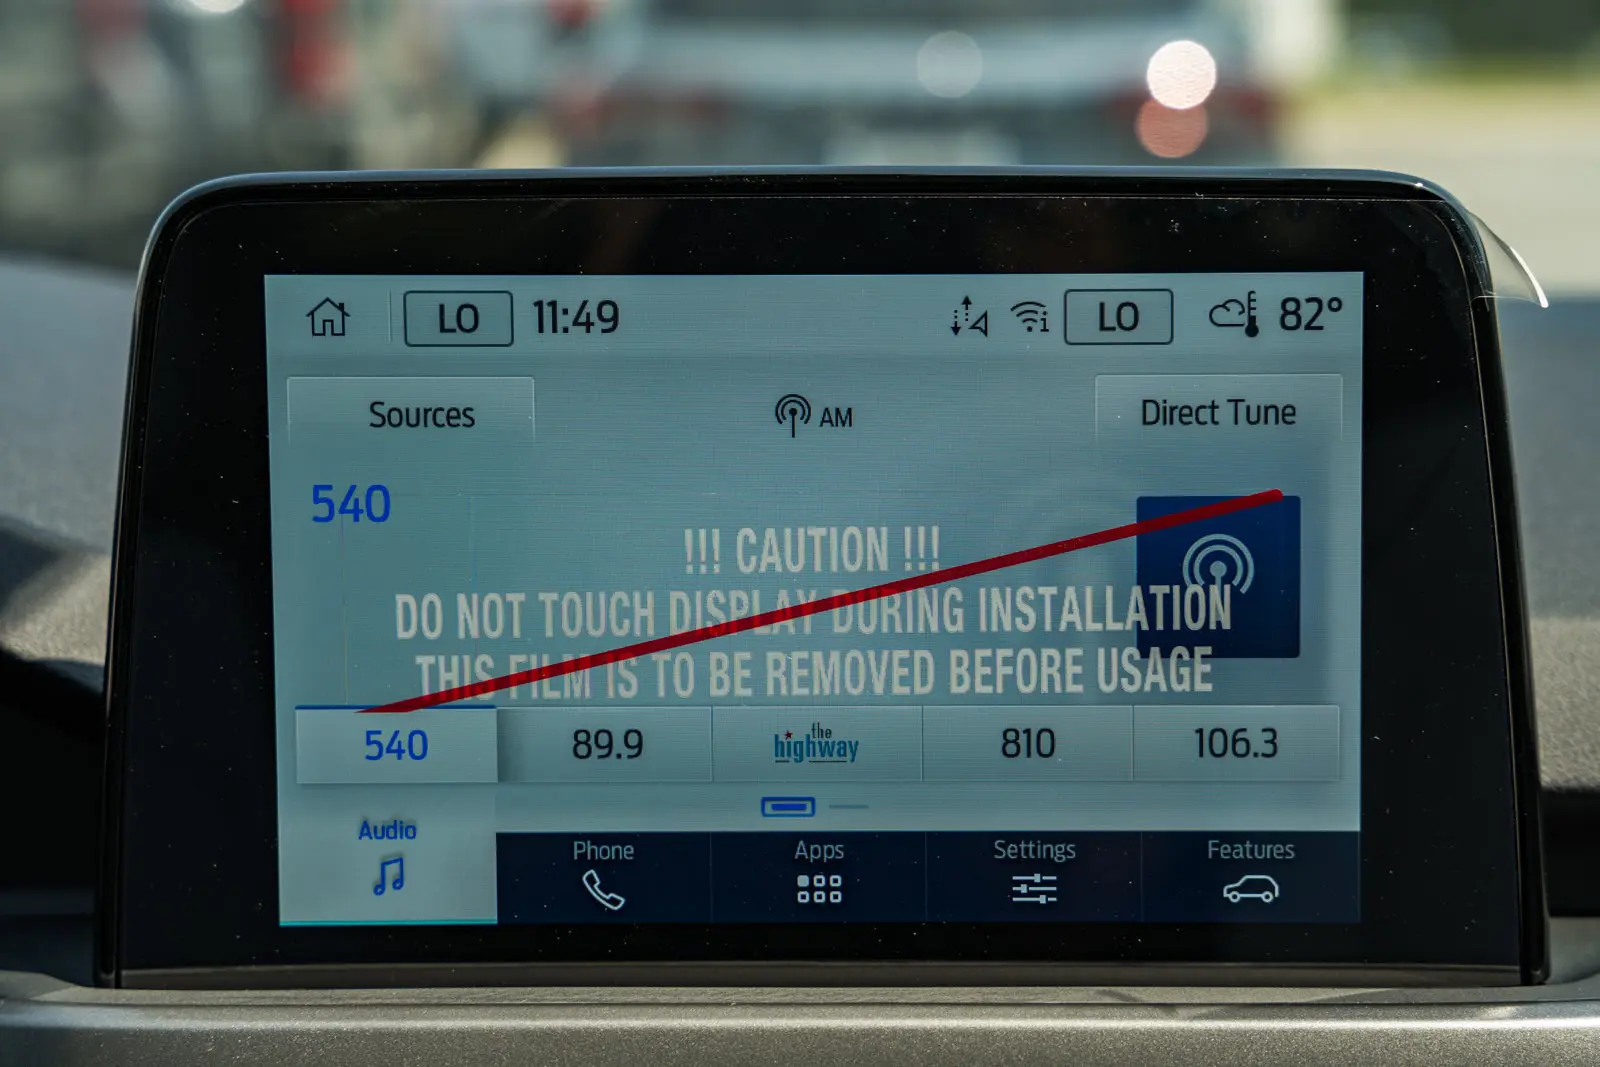 LO 11:49 LO 82°
Sources AM Direct Tune
540
!!! CAUTION !!!
DO NOT TOUCH DISPLAY DURING INSTALLATION
THIS FILM IS TO BE REMOVED BEFORE USAGE
540 89.9 the highway 810 106.3
Audio Phone Apps Settings Features